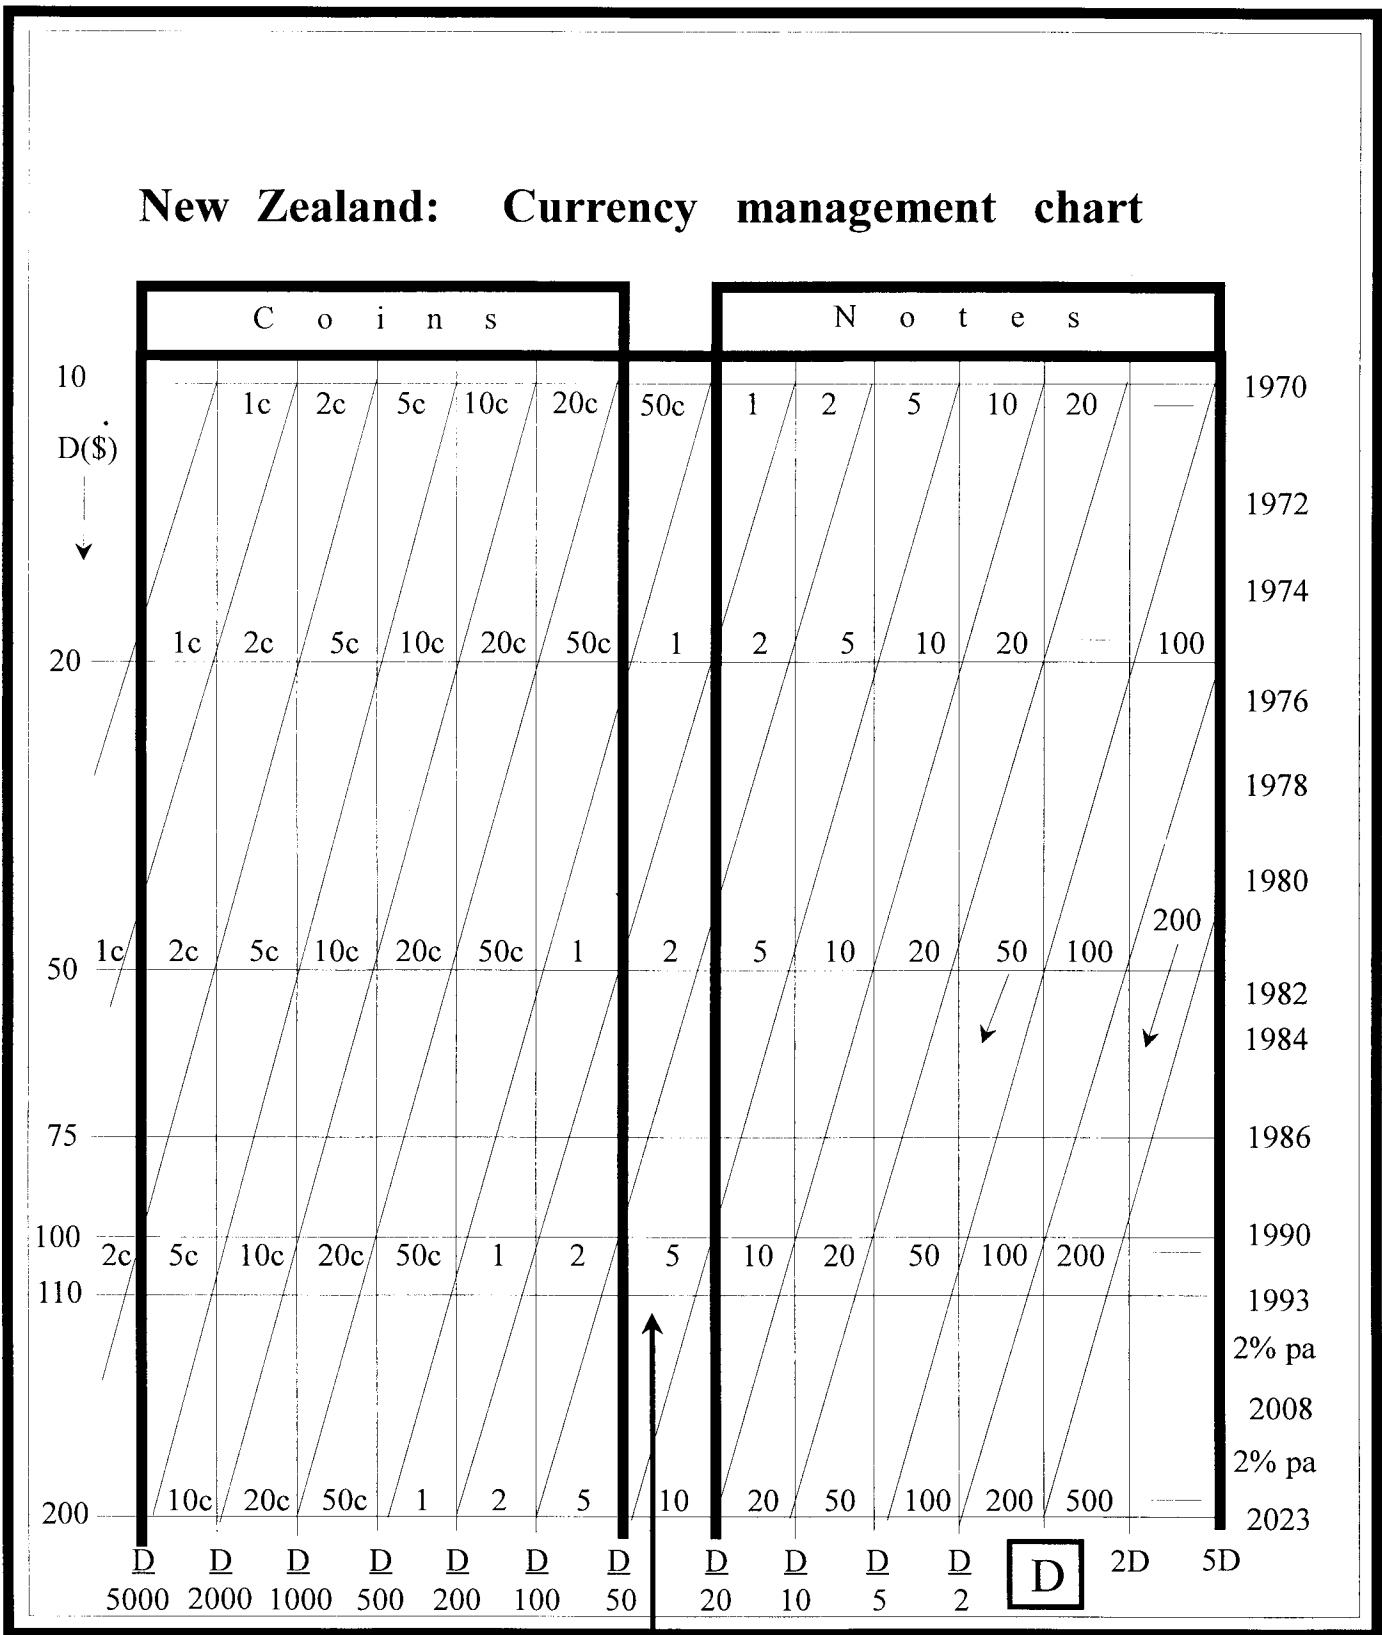 New Zealand: Currency management chart
C o i n s N o t e s
10 1970
1c 2c 5c 10c 20c 50c 1 2 5 10 20 —
D($)
1972
1974
1c 2c 5c 10c 20c 50c 1 2 5 10 20 — 100
20
1976
1978
1980
200
1c 2c 5c 10c 20c 50c 1 2 5 10 20 50 100
50
1982
1984
75 1986
100 1990
2c 5c 10c 20c 50c 1 2 5 10 20 50 100 200 —
110 1993
2% pa
2008
2% pa
10c 20c 50c 1 2 5 10 20 50 100 200 500 —
200 2023
D D D D D D D D D D D D 2D 5D
5000 2000 1000 500 200 100 50 20 10 5 2